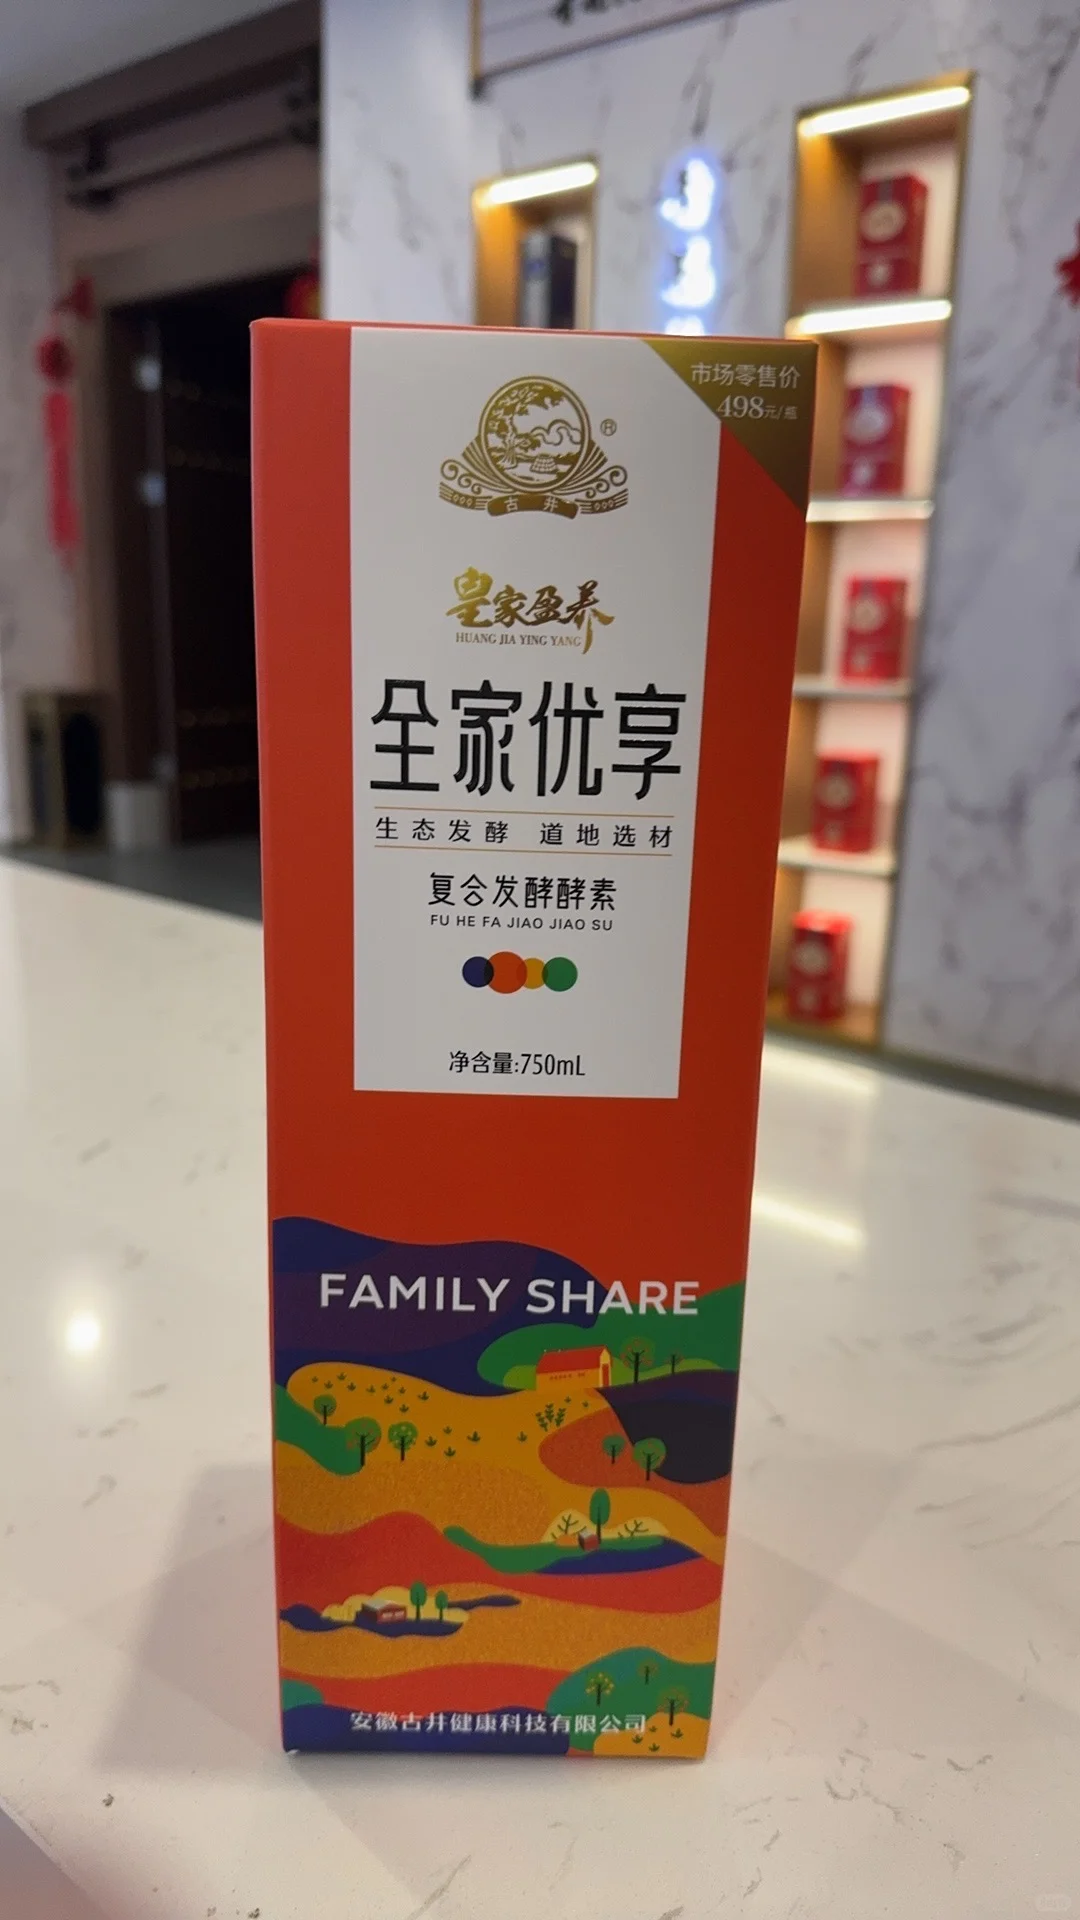 市场零售价
498元/瓶
®
古井
皇家盈养
HUANG JIA YING YANG
全家优享
生态发酵 道地选材
复合发酵酵素
FU HE FA JIAO JIAO SU
净含量:750mL
FAMILY SHARE
安徽古井健康科技有限公司